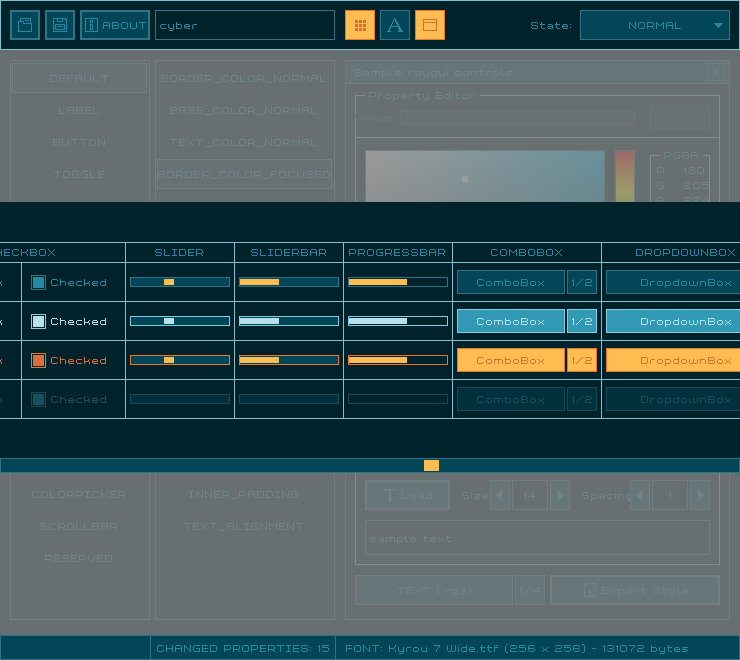 ABOUT cyber State: NORMAL
DEFAULT BORDER_COLOR_NORMAL Sample raygui controls
Property Editor
LABEL BASE_COLOR_NORMAL Value
BUTTON TEXT_COLOR_NORMAL
RGBA
TOGGLE BORDER_COLOR_FOCUSED R: 130
G: 205
HECKBOX SLIDER SLIDERBAR PROGRESSBAR COMBOBOX DROPDOWNBOX
Checked ComboBox 1/2 DropdownBox
Checked ComboBox 1/2 DropdownBox
Checked ComboBox 1/2 DropdownBox
Checked ComboBox 1/2 DropdownBox
COLORPICKER INNER_PADDING T Load Size 14 Spacing 1
SCROLLBAR TEXT_ALIGNMENT
sample text
RESERVED
TEXT (.rgs) 1/4 Export Style
CHANGED PROPERTIES: 15 FONT: Kyrou 7 Wide.ttf (256 x 256) - 131072 bytes